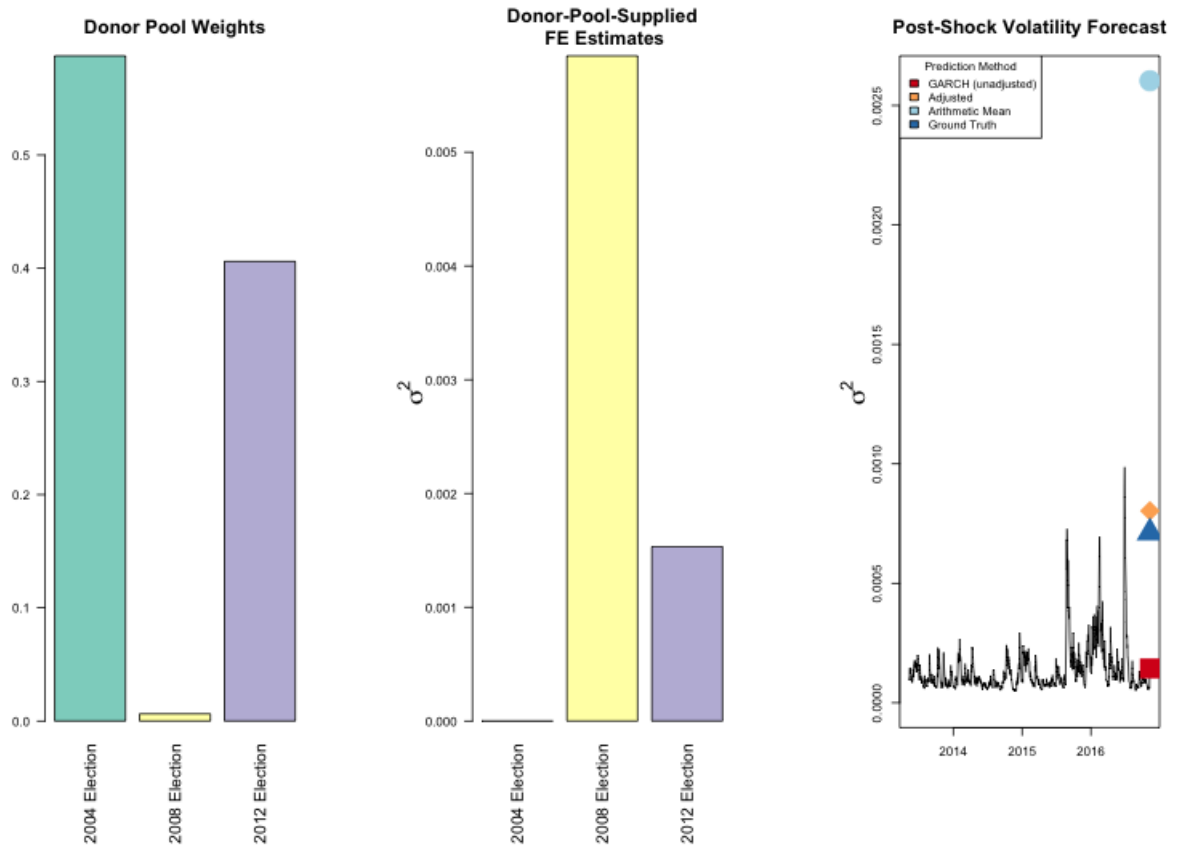 Donor Pool Weights
0.0
0.1
0.2
0.3
0.4
0.5
2004 Election
2008 Election
2012 Election
Donor-Pool-Supplied
FE Estimates
σ2
0.000
0.001
0.002
0.003
0.004
0.005
2004 Election
2008 Election
2012 Election
Post-Shock Volatility Forecast
Prediction Method
GARCH (unadjusted)
Adjusted
Arithmetic Mean
Ground Truth
σ2
0.0000
0.0005
0.0010
0.0015
0.0020
0.0025
2014
2015
2016